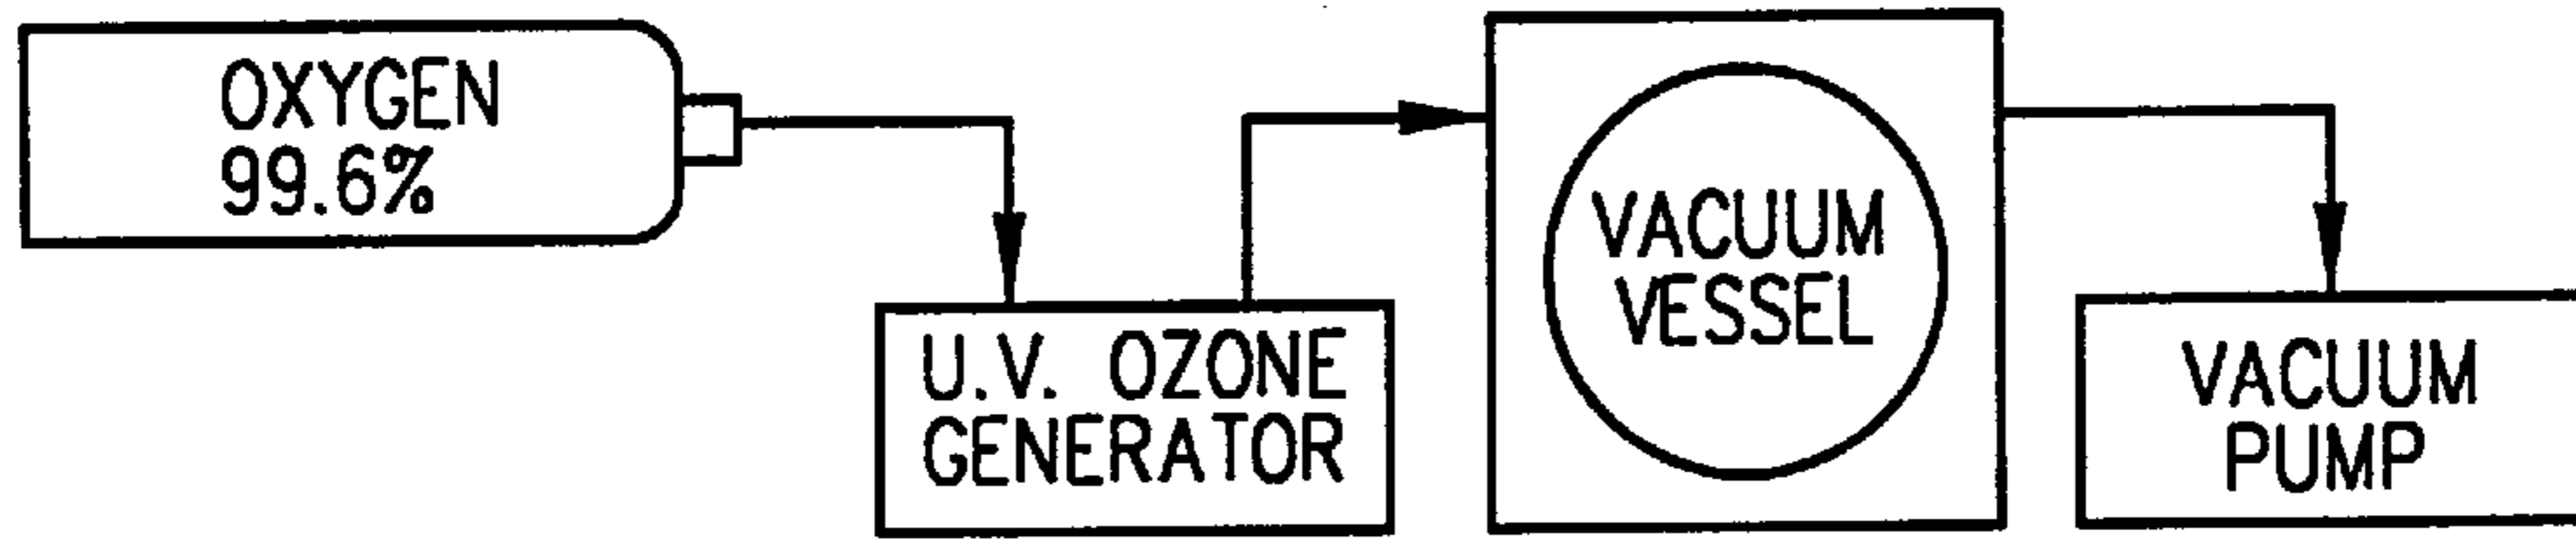 OXYGEN
99.6%
U.V. OZONE
GENERATOR
VACUUM
VESSEL
VACUUM
PUMP